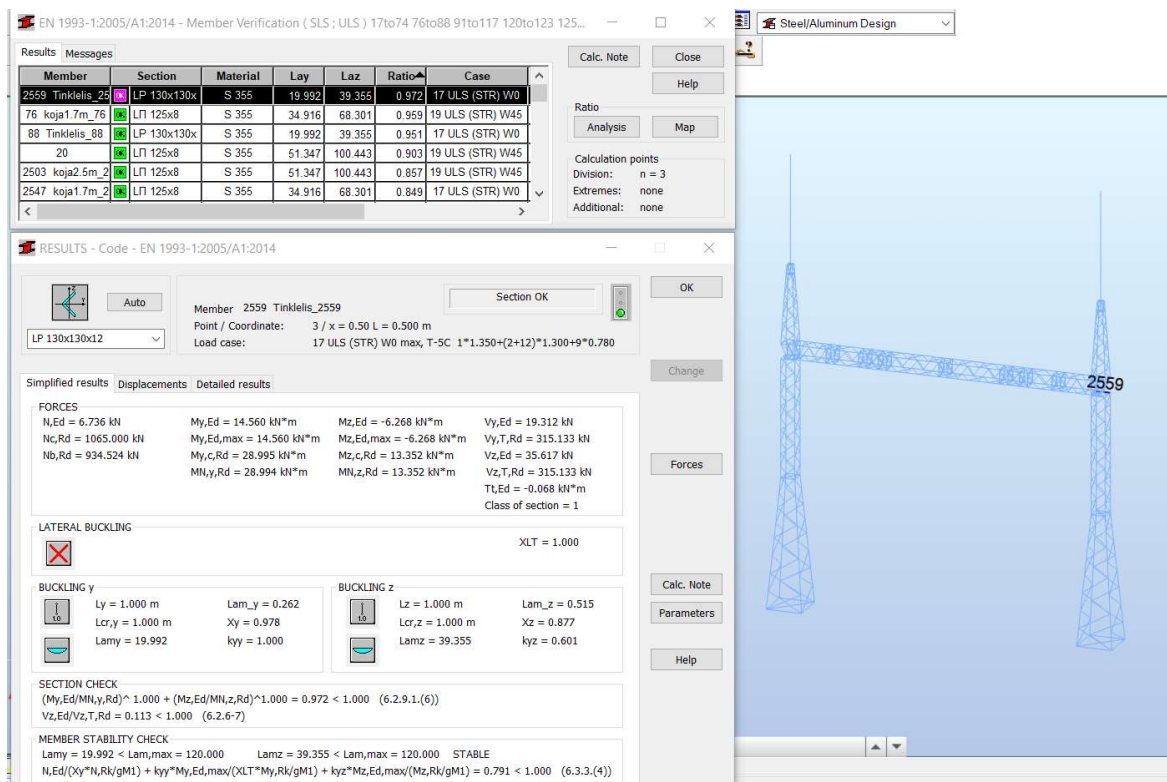 EN 1993-1:2005/A1:2014 - Member Verification ( SLS ; ULS ) 17to74 76to88 91to117 120to123 125...
Steel/Aluminum Design
Results Messages
Calc. Note Close
Help
Member Section Material Lay Laz Ratio Case
2559 Tinklelis_25 OK LP 130x130x S 355 19.992 39.355 0.972 17 ULS (STR) W0
76 koja1.7m_76 OK LП 125x8 S 355 34.916 68.301 0.959 19 ULS (STR) W45
88 Tinklelis_88 OK LP 130x130x S 355 19.992 39.355 0.951 17 ULS (STR) W0
20 OK LП 125x8 S 355 51.347 100.443 0.903 19 ULS (STR) W45
2503 koja2.5m_2 OK LП 125x8 S 355 51.347 100.443 0.857 19 ULS (STR) W45
2547 koja1.7m_2 OK LП 125x8 S 355 34.916 68.301 0.849 17 ULS (STR) W0
Ratio
Analysis Map
Calculation points
Division: n = 3
Extremes: none
Additional: none
RESULTS - Code - EN 1993-1:2005/A1:2014
Auto
LP 130x130x12
Member 2559 Tinklelis_2559
Point / Coordinate: 3 / x = 0.50 L = 0.500 m
Load case: 17 ULS (STR) W0 max, T-5C 1*1.350+(2+12)*1.300+9*0.780
Section OK
OK
Change
Simplified results Displacements Detailed results
FORCES
N,Ed = 6.736 kN My,Ed = 14.560 kN*m Mz,Ed = -6.268 kN*m Vy,Ed = 19.312 kN
Nc,Rd = 1065.000 kN My,Ed,max = 14.560 kN*m Mz,Ed,max = -6.268 kN*m Vy,T,Rd = 315.133 kN
Nb,Rd = 934.524 kN My,c,Rd = 28.995 kN*m Mz,c,Rd = 13.352 kN*m Vz,Ed = 35.617 kN
MN,y,Rd = 28.994 kN*m MN,z,Rd = 13.352 kN*m Vz,T,Rd = 315.133 kN
Tt,Ed = -0.068 kN*m
Class of section = 1
Forces
LATERAL BUCKLING
XLT = 1.000
BUCKLING y
1.0
Ly = 1.000 m Lam_y = 0.262
Lcr,y = 1.000 m Xy = 0.978
Lamy = 19.992 kyy = 1.000
BUCKLING z
1.0
Lz = 1.000 m Lam_z = 0.515
Lcr,z = 1.000 m Xz = 0.877
Lamz = 39.355 kyz = 0.601
Calc. Note
Parameters
Help
SECTION CHECK
(My,Ed/MN,y,Rd)^ 1.000 + (Mz,Ed/MN,z,Rd)^1.000 = 0.972 < 1.000 (6.2.9.1.(6))
Vz,Ed/Vz,T,Rd = 0.113 < 1.000 (6.2.6-7)
MEMBER STABILITY CHECK
Lamy = 19.992 < Lam,max = 120.000 Lamz = 39.355 < Lam,max = 120.000 STABLE
N,Ed/(Xy*N,Rk/gM1) + kyy*My,Ed,max/(XLT*My,Rk/gM1) + kyz*Mz,Ed,max/(Mz,Rk/gM1) = 0.791 < 1.000 (6.3.3.(4))
2559